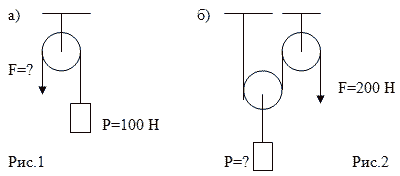 а)
F=?
P=100 Н
Рис.1
б)
F=200 Н
P=?
Рис.2